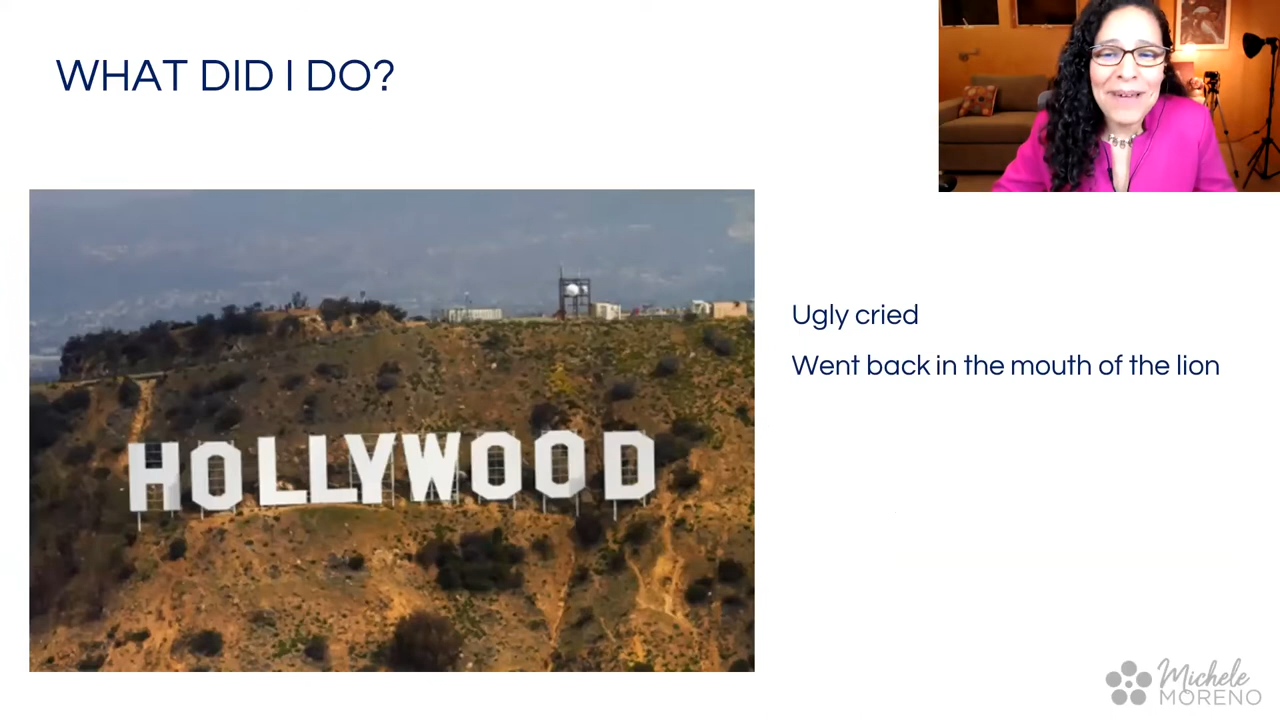 WHAT DID I DO?
HOLLYWOOD
Ugly cried
Went back in the mouth of the lion
Michele
MORENO